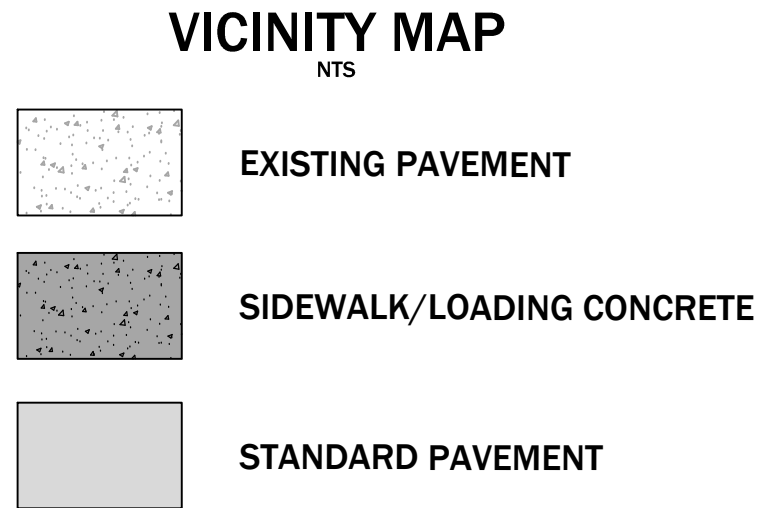 VICINITY MAP
NTS
EXISTING PAVEMENT
SIDEWALK/LOADING CONCRETE
STANDARD PAVEMENT